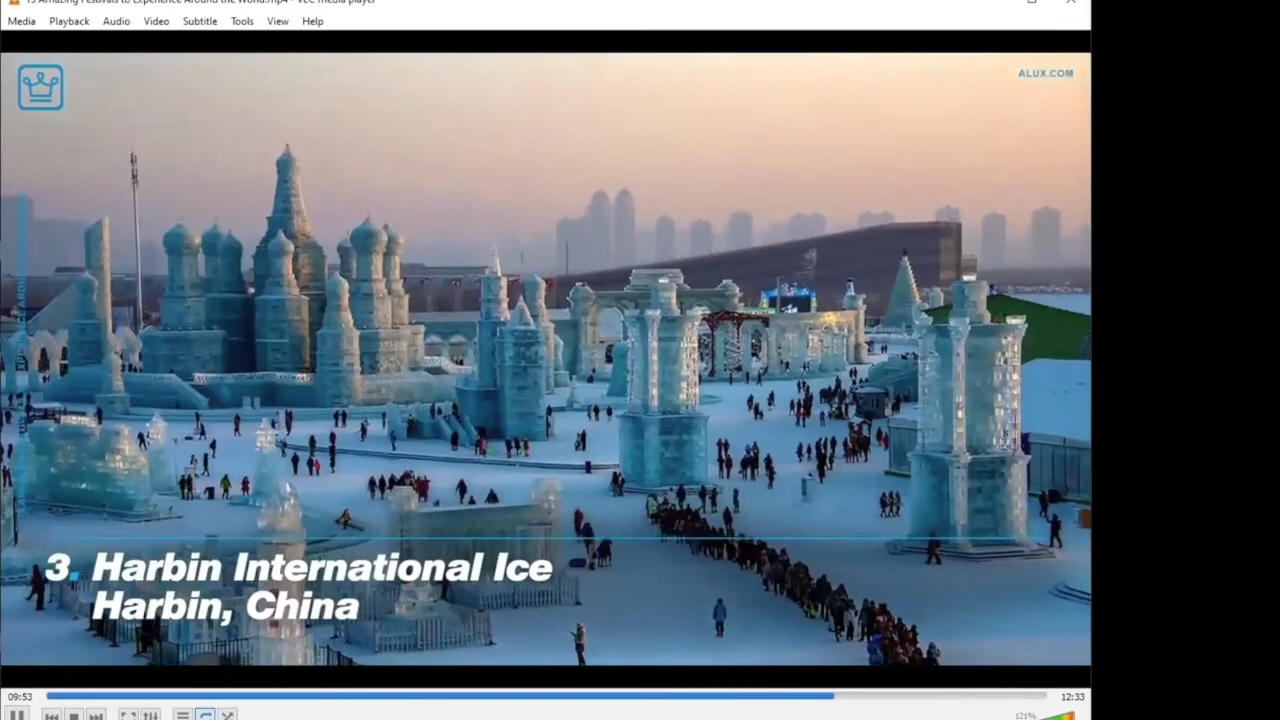 Media Playback Audio Video Subtitle Tools View Help
ALUX.COM
3. Harbin International Ice
Harbin, China
09:53
12:33
121%